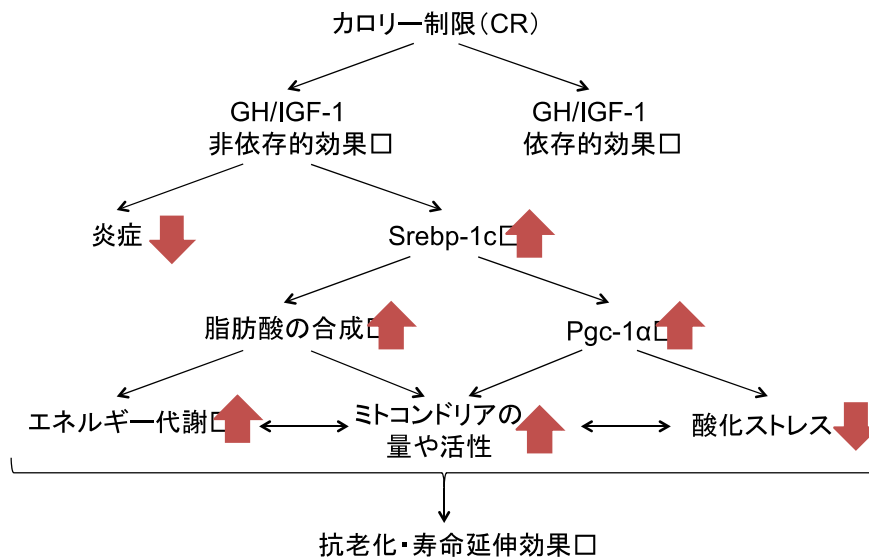 カロリー制限(CR)
GH/IGF-1
非依存的効果□
GH/IGF-1
依存的効果□
炎症
Srebp-1c□
脂肪酸の合成□
Pgc-1α□
エネルギー代謝□
ミトコンドリアの
量や活性
酸化ストレス
抗老化・寿命延伸効果□